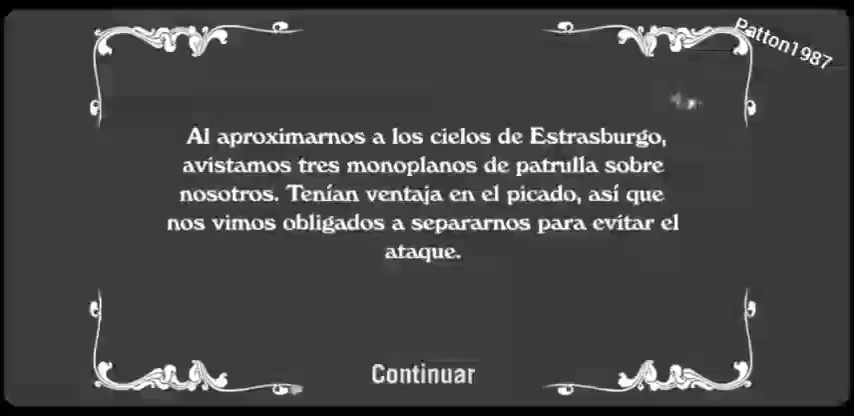 Patton1987
Al aproximarnos a los cielos de Estrasburgo,
avistamos tres monoplanos de patrulla sobre
nosotros. Tenían ventaja en el picado, así que
nos vimos obligados a separarnos para evitar el
ataque.
Continuar